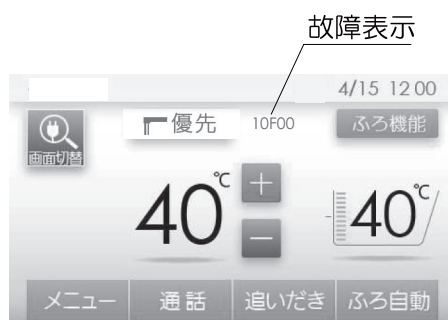 故障表示
4/15 12 00
優先 10F00 ふろ機能
画面切替
40℃ + 40℃
−
メニュー 通話 追いだき ふろ自動